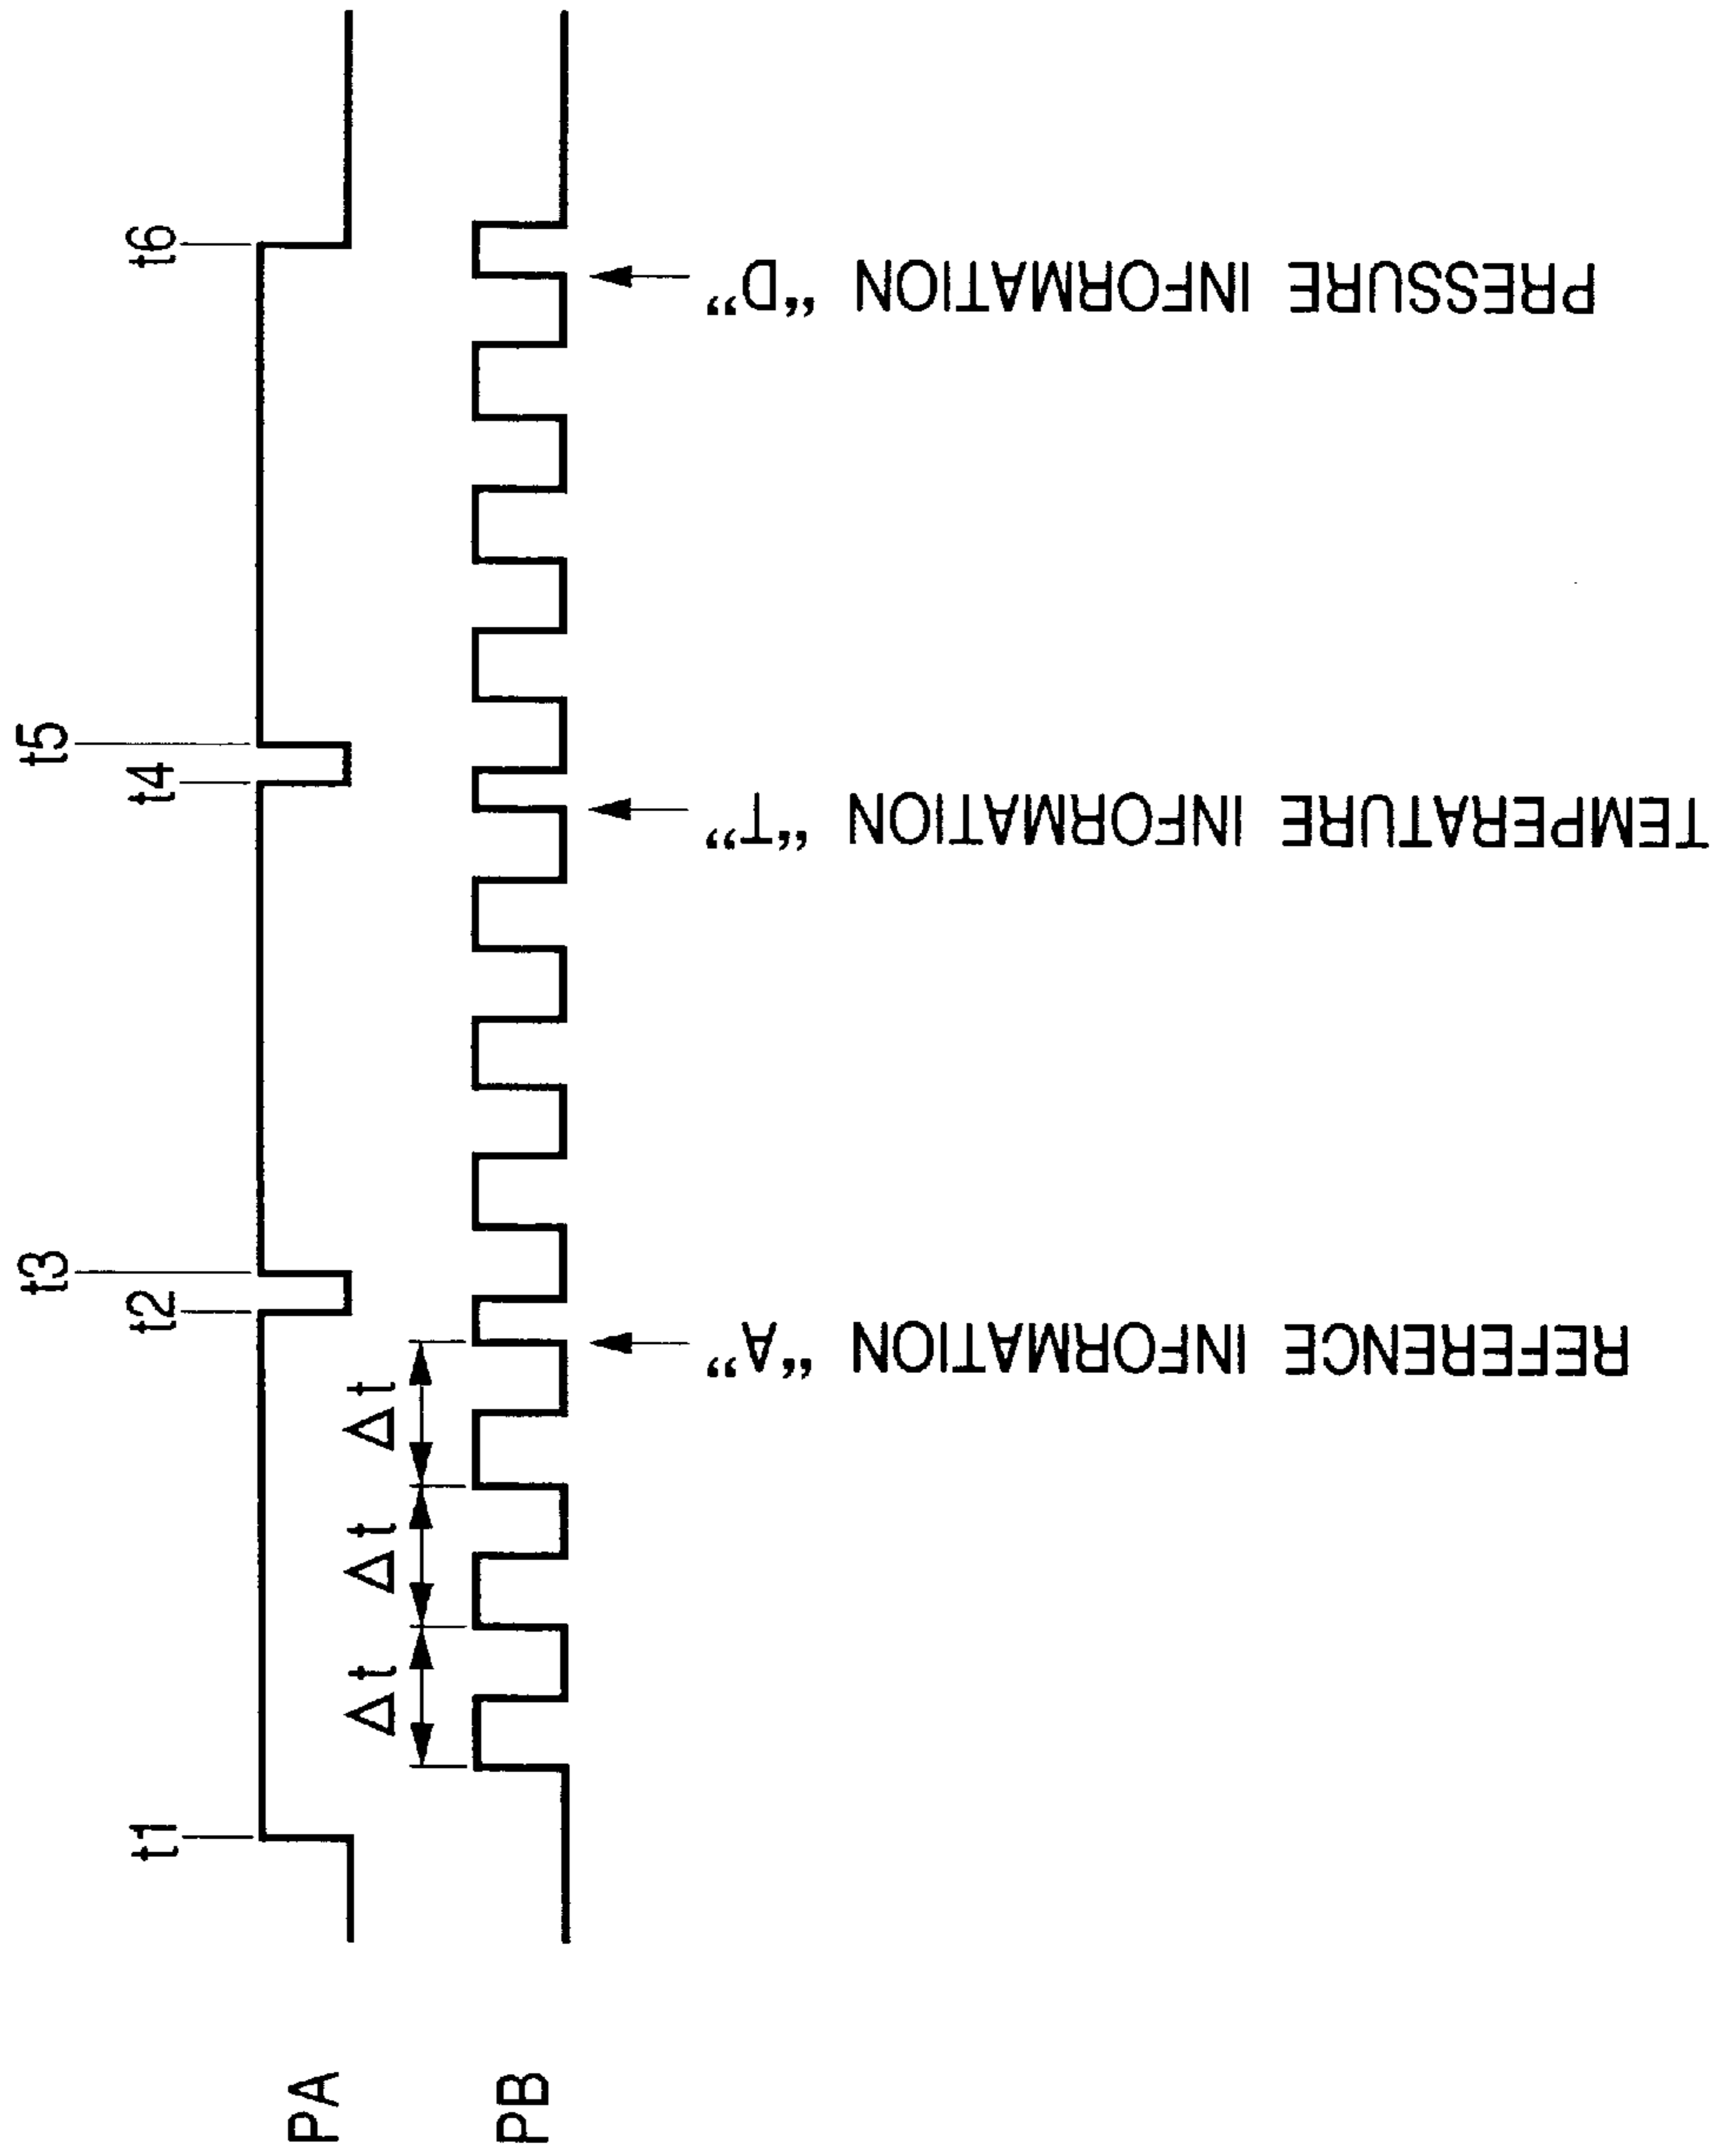 t1
t2
t3
t4
t5
t6
PA
Δt
Δt
Δt
PB
REFERENCE INFORMATION “A”
TEMPERATURE INFORMATION “T”
PRESSURE INFORMATION “D”